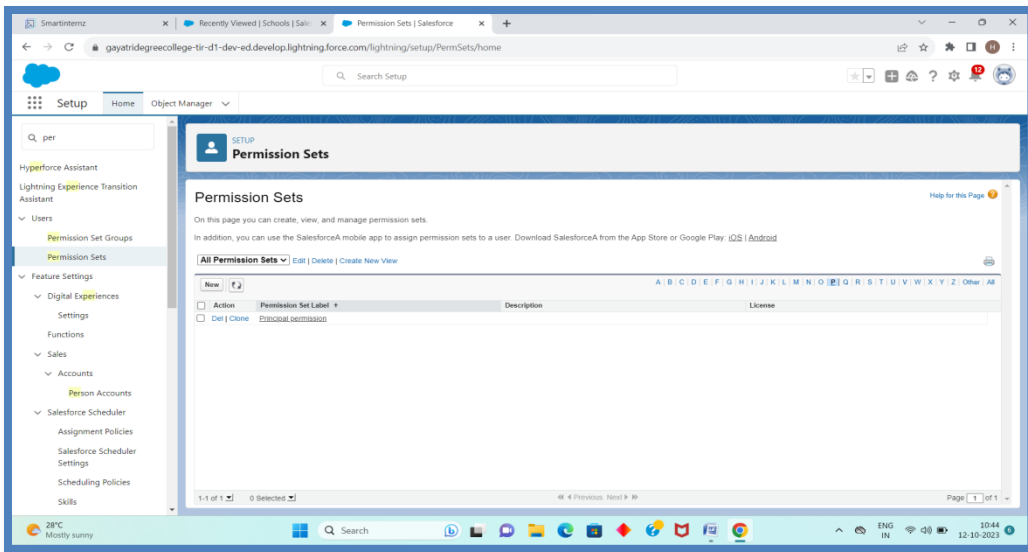 Smartinternz
Recently Viewed | Schools | Sale
Permission Sets | Salesforce
gayatridegreecollege-tir-d1-dev-ed.develop.lightning.force.com/lightning/setup/PermSets/home
H
Search Setup
12
Setup
Home
Object Manager
per
Hyperforce Assistant
Lightning Experience Transition
Assistant
Users
Permission Set Groups
Permission Sets
Feature Settings
Digital Experiences
Settings
Functions
Sales
Accounts
Person Accounts
Salesforce Scheduler
Assignment Policies
Salesforce Scheduler
Settings
Scheduling Policies
Skills
SETUP
Permission Sets
Permission Sets
Help for this Page
On this page you can create, view, and manage permission sets.
In addition, you can use the SalesforceA mobile app to assign permission sets to a user. Download SalesforceA from the App Store or Google Play: iOS | Android
All Permission Sets Edit | Delete | Create New View
New
A | B | C | D | E | F | G | H | I | J | K | L | M | N | O | P | Q | R | S | T | U | V | W | X | Y | Z | Other | All
Action Permission Set Label Description License
Del | Clone Principal permission
1-1 of 1 0 Selected Previous Next Page 1 of 1
28°C
Mostly sunny
Search
ENG
IN
10:44
12-10-2023
6